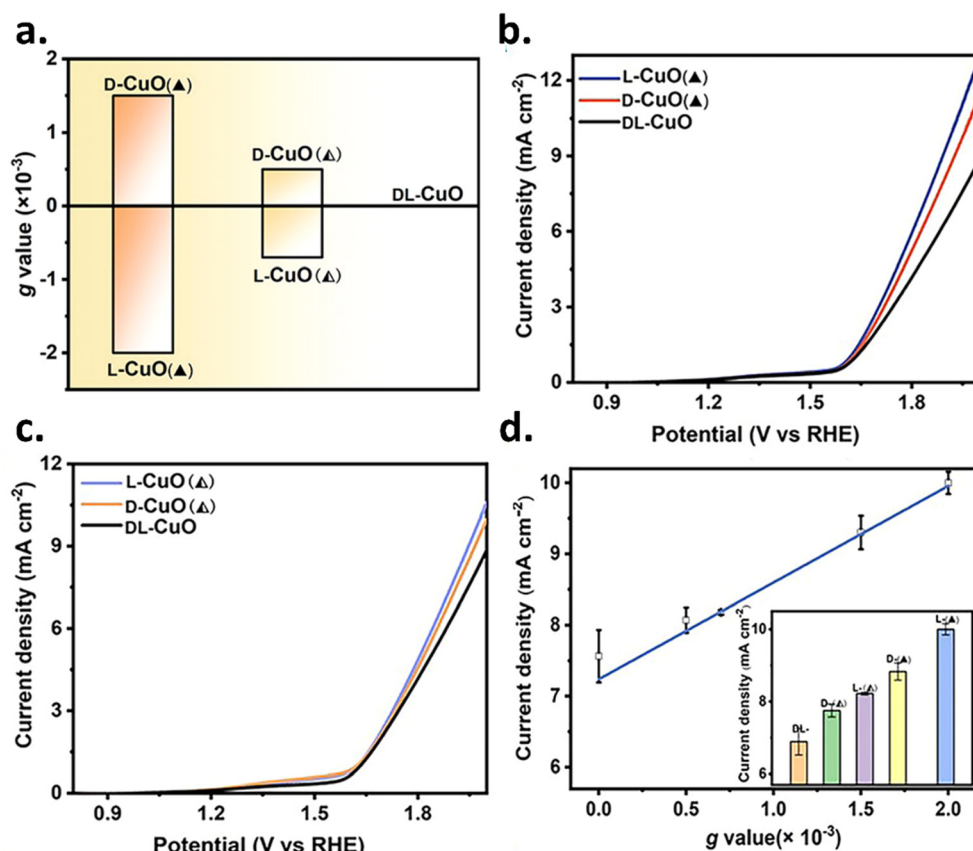 a.
g value (×10⁻³)
2
1
0
-1
-2
D-CuO(▲)
D-CuO(◭)
DL-CuO
L-CuO(◭)
L-CuO(▲)
b.
Current density (mA cm⁻²)
12
9
6
3
0
L-CuO(▲)
D-CuO(▲)
DL-CuO
0.9 1.2 1.5 1.8
Potential (V vs RHE)
c.
Current density (mA cm⁻²)
12
9
6
3
0
L-CuO(◭)
D-CuO(◭)
DL-CuO
0.9 1.2 1.5 1.8
Potential (V vs RHE)
d.
Current density (mA cm⁻²)
10
9
8
7
6
0.0 0.5 1.0 1.5 2.0
g value(× 10⁻³)
Current density (mA cm⁻²)
10
8
6
DL-
D-(◭)
L-(◭)
D-(▲)
L-(▲)